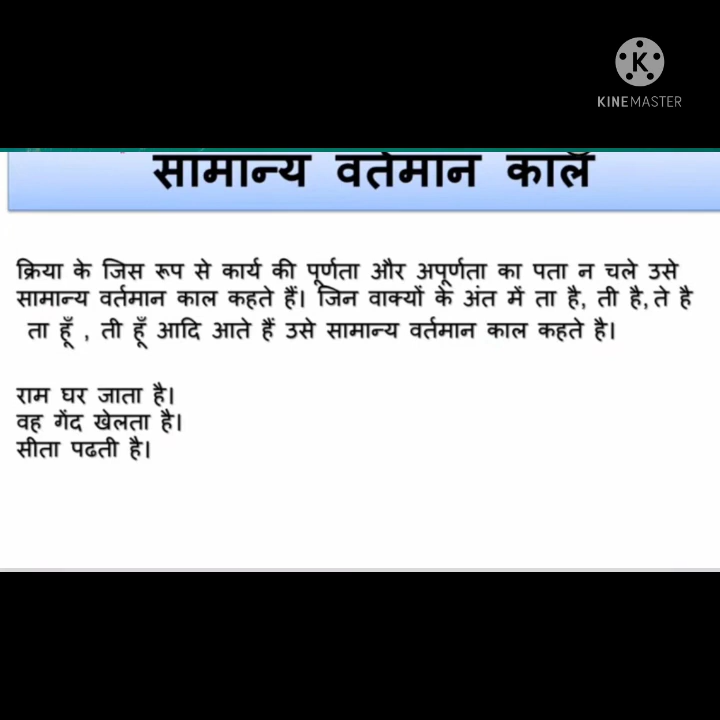 KINEMASTER
सामान्य वर्तमान काल
क्रिया के जिस रूप से कार्य की पूर्णता और अपूर्णता का पता न चले उसे
सामान्य वर्तमान काल कहते हैं। जिन वाक्यों के अंत में ता है, ती है, ते है
ता हूँ , ती हूँ आदि आते हैं उसे सामान्य वर्तमान काल कहते है।
राम घर जाता है।
वह गेंद खेलता है।
सीता पढती है।